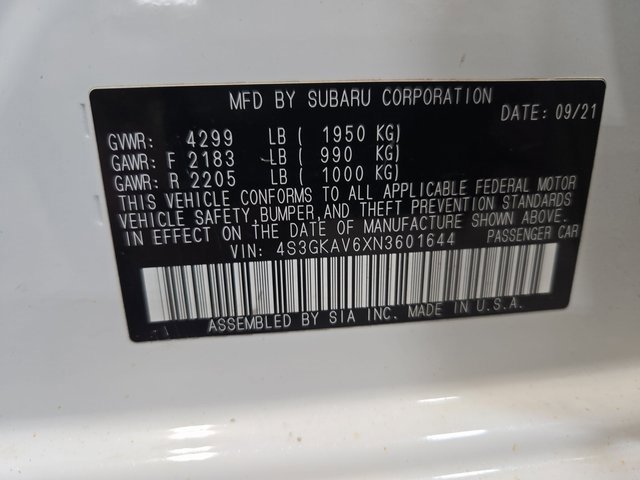 MFD BY SUBARU CORPORATION
DATE: 09/21
GVWR: 4299 LB ( 1950 KG)
GAWR: F 2183 LB ( 990 KG)
GAWR: R 2205 LB ( 1000 KG)
THIS VEHICLE CONFORMS TO ALL APPLICABLE FEDERAL MOTOR
VEHICLE SAFETY, BUMPER, AND THEFT PREVENTION STANDARDS
IN EFFECT ON THE DATE OF MANUFACTURE SHOWN ABOVE.
VIN: 4S3GKAV6XN3601644 PASSENGER CAR
ASSEMBLED BY SIA INC. MADE IN U.S.A.